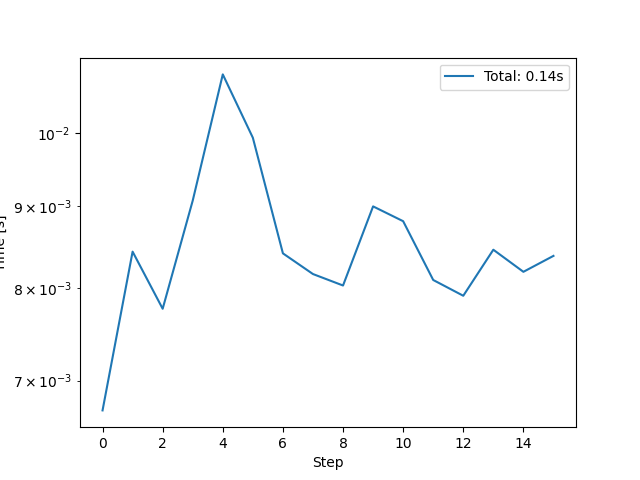 Total: 0.14s
10⁻²
9 × 10⁻³
8 × 10⁻³
7 × 10⁻³
[s]
0 2 4 6 8 10 12 14
Step